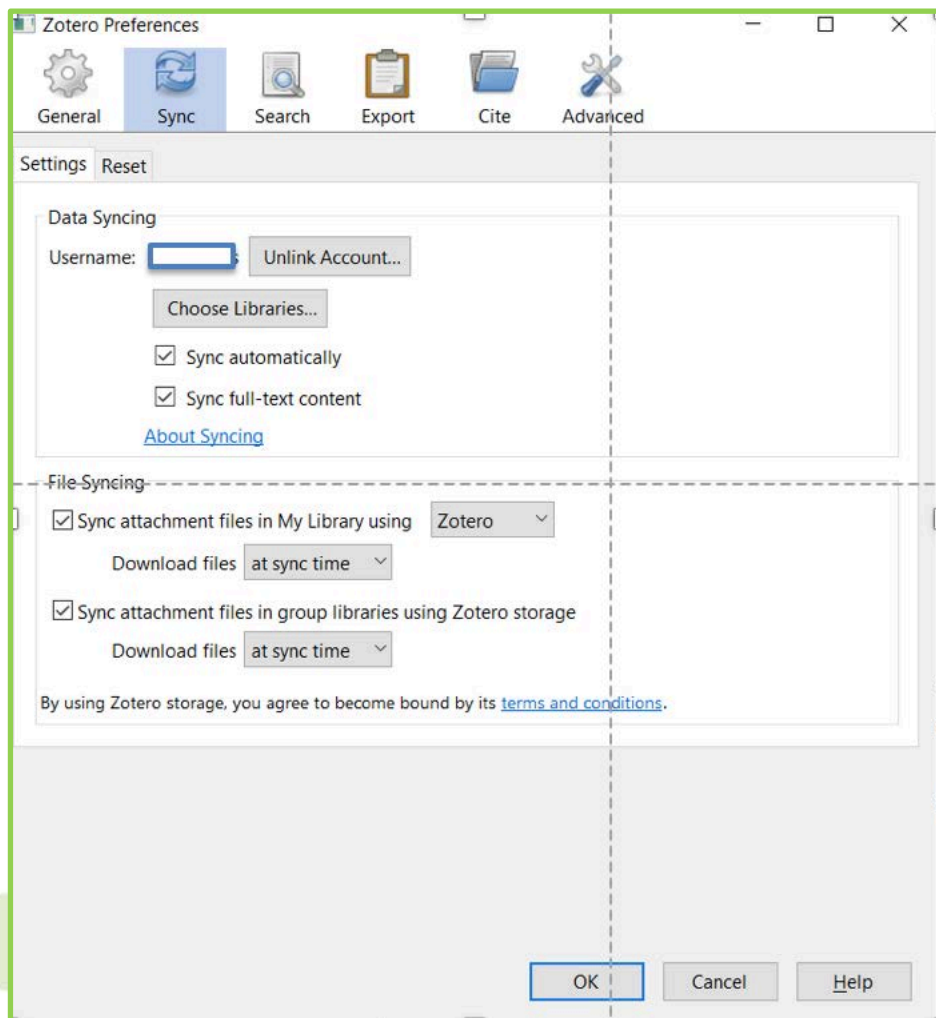 Zotero Preferences
General Sync Search Export Cite Advanced
Settings Reset
Data Syncing
Username: Unlink Account...
Choose Libraries...
Sync automatically
Sync full-text content
About Syncing
File Syncing
Sync attachment files in My Library using Zotero
Download files at sync time
Sync attachment files in group libraries using Zotero storage
Download files at sync time
By using Zotero storage, you agree to become bound by its terms and conditions.
OK Cancel Help